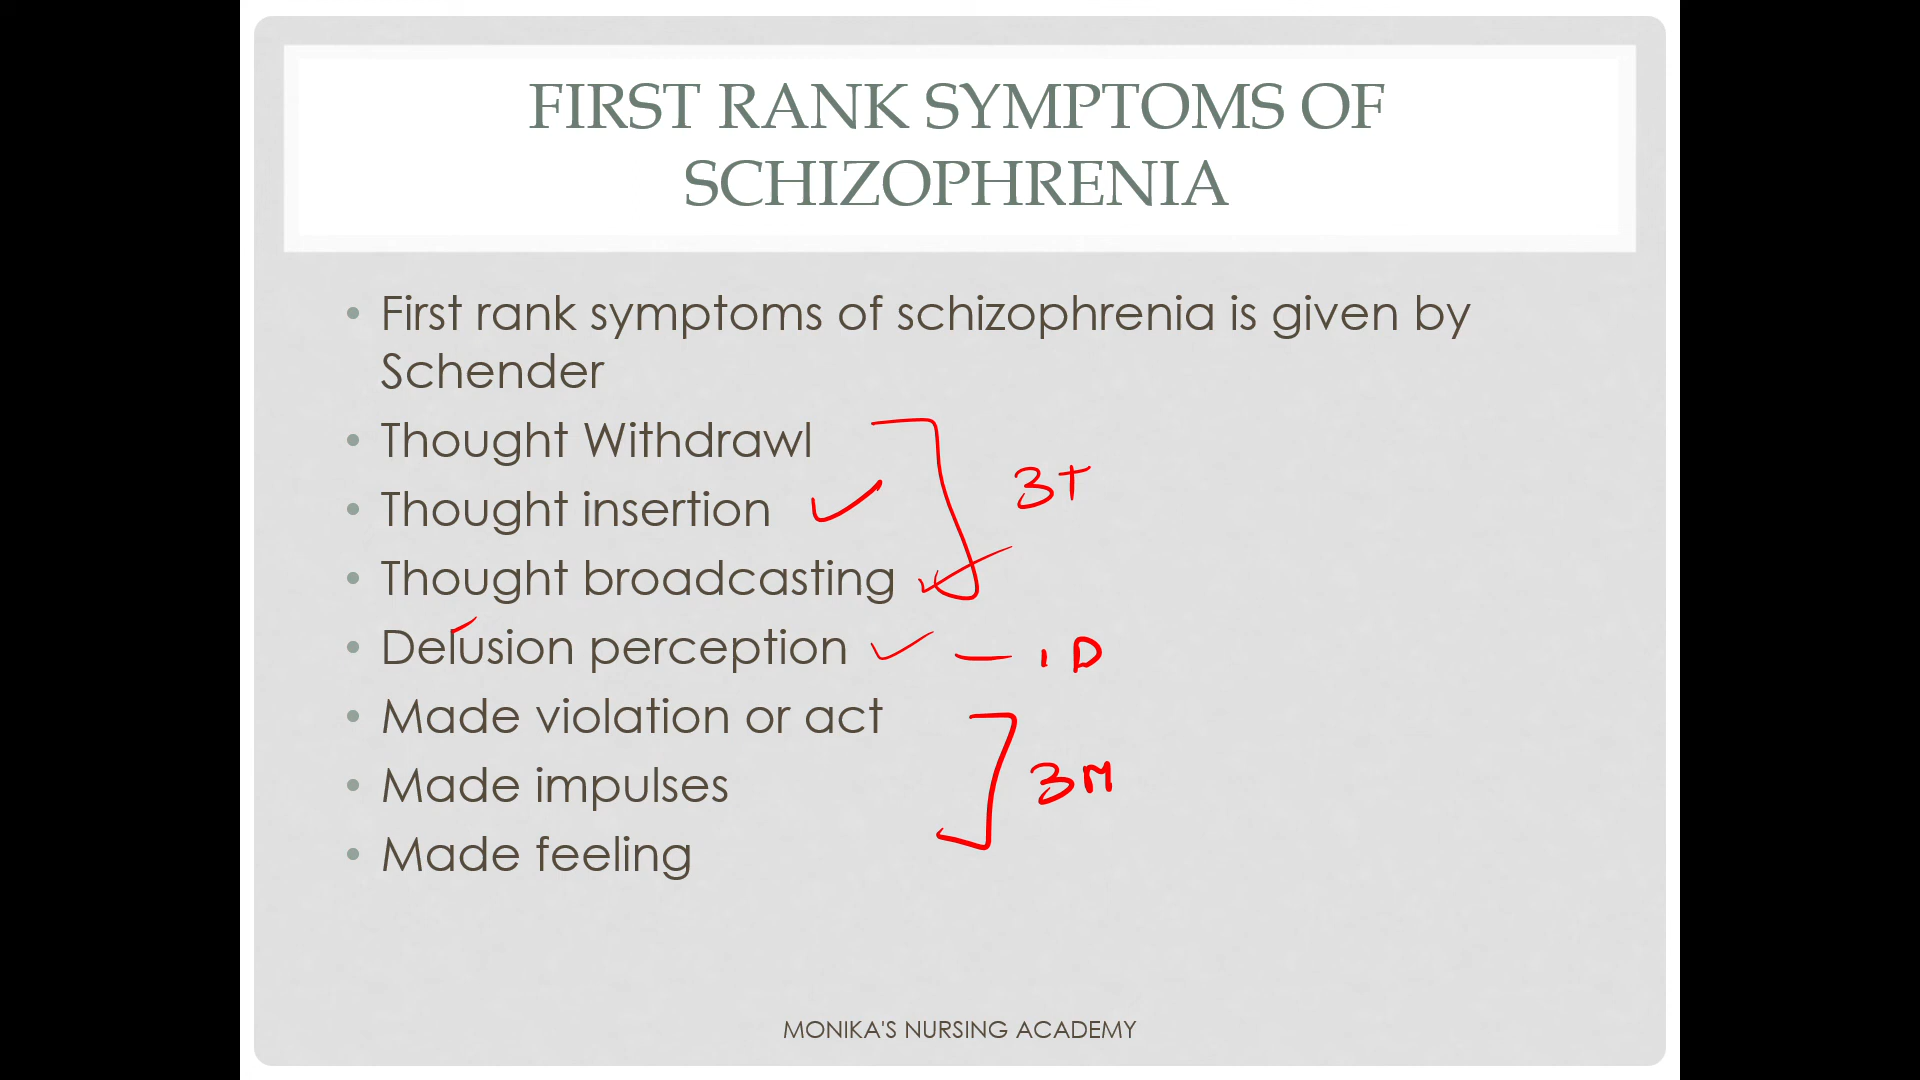 FIRST RANK SYMPTOMS OF
SCHIZOPHRENIA
• First rank symptoms of schizophrenia is given by
Schender
• Thought Withdrawl
• Thought insertion
3T
• Thought broadcasting
• Delusion perception — 1 D
• Made violation or act
• Made impulses 3M
• Made feeling
MONIKA'S NURSING ACADEMY